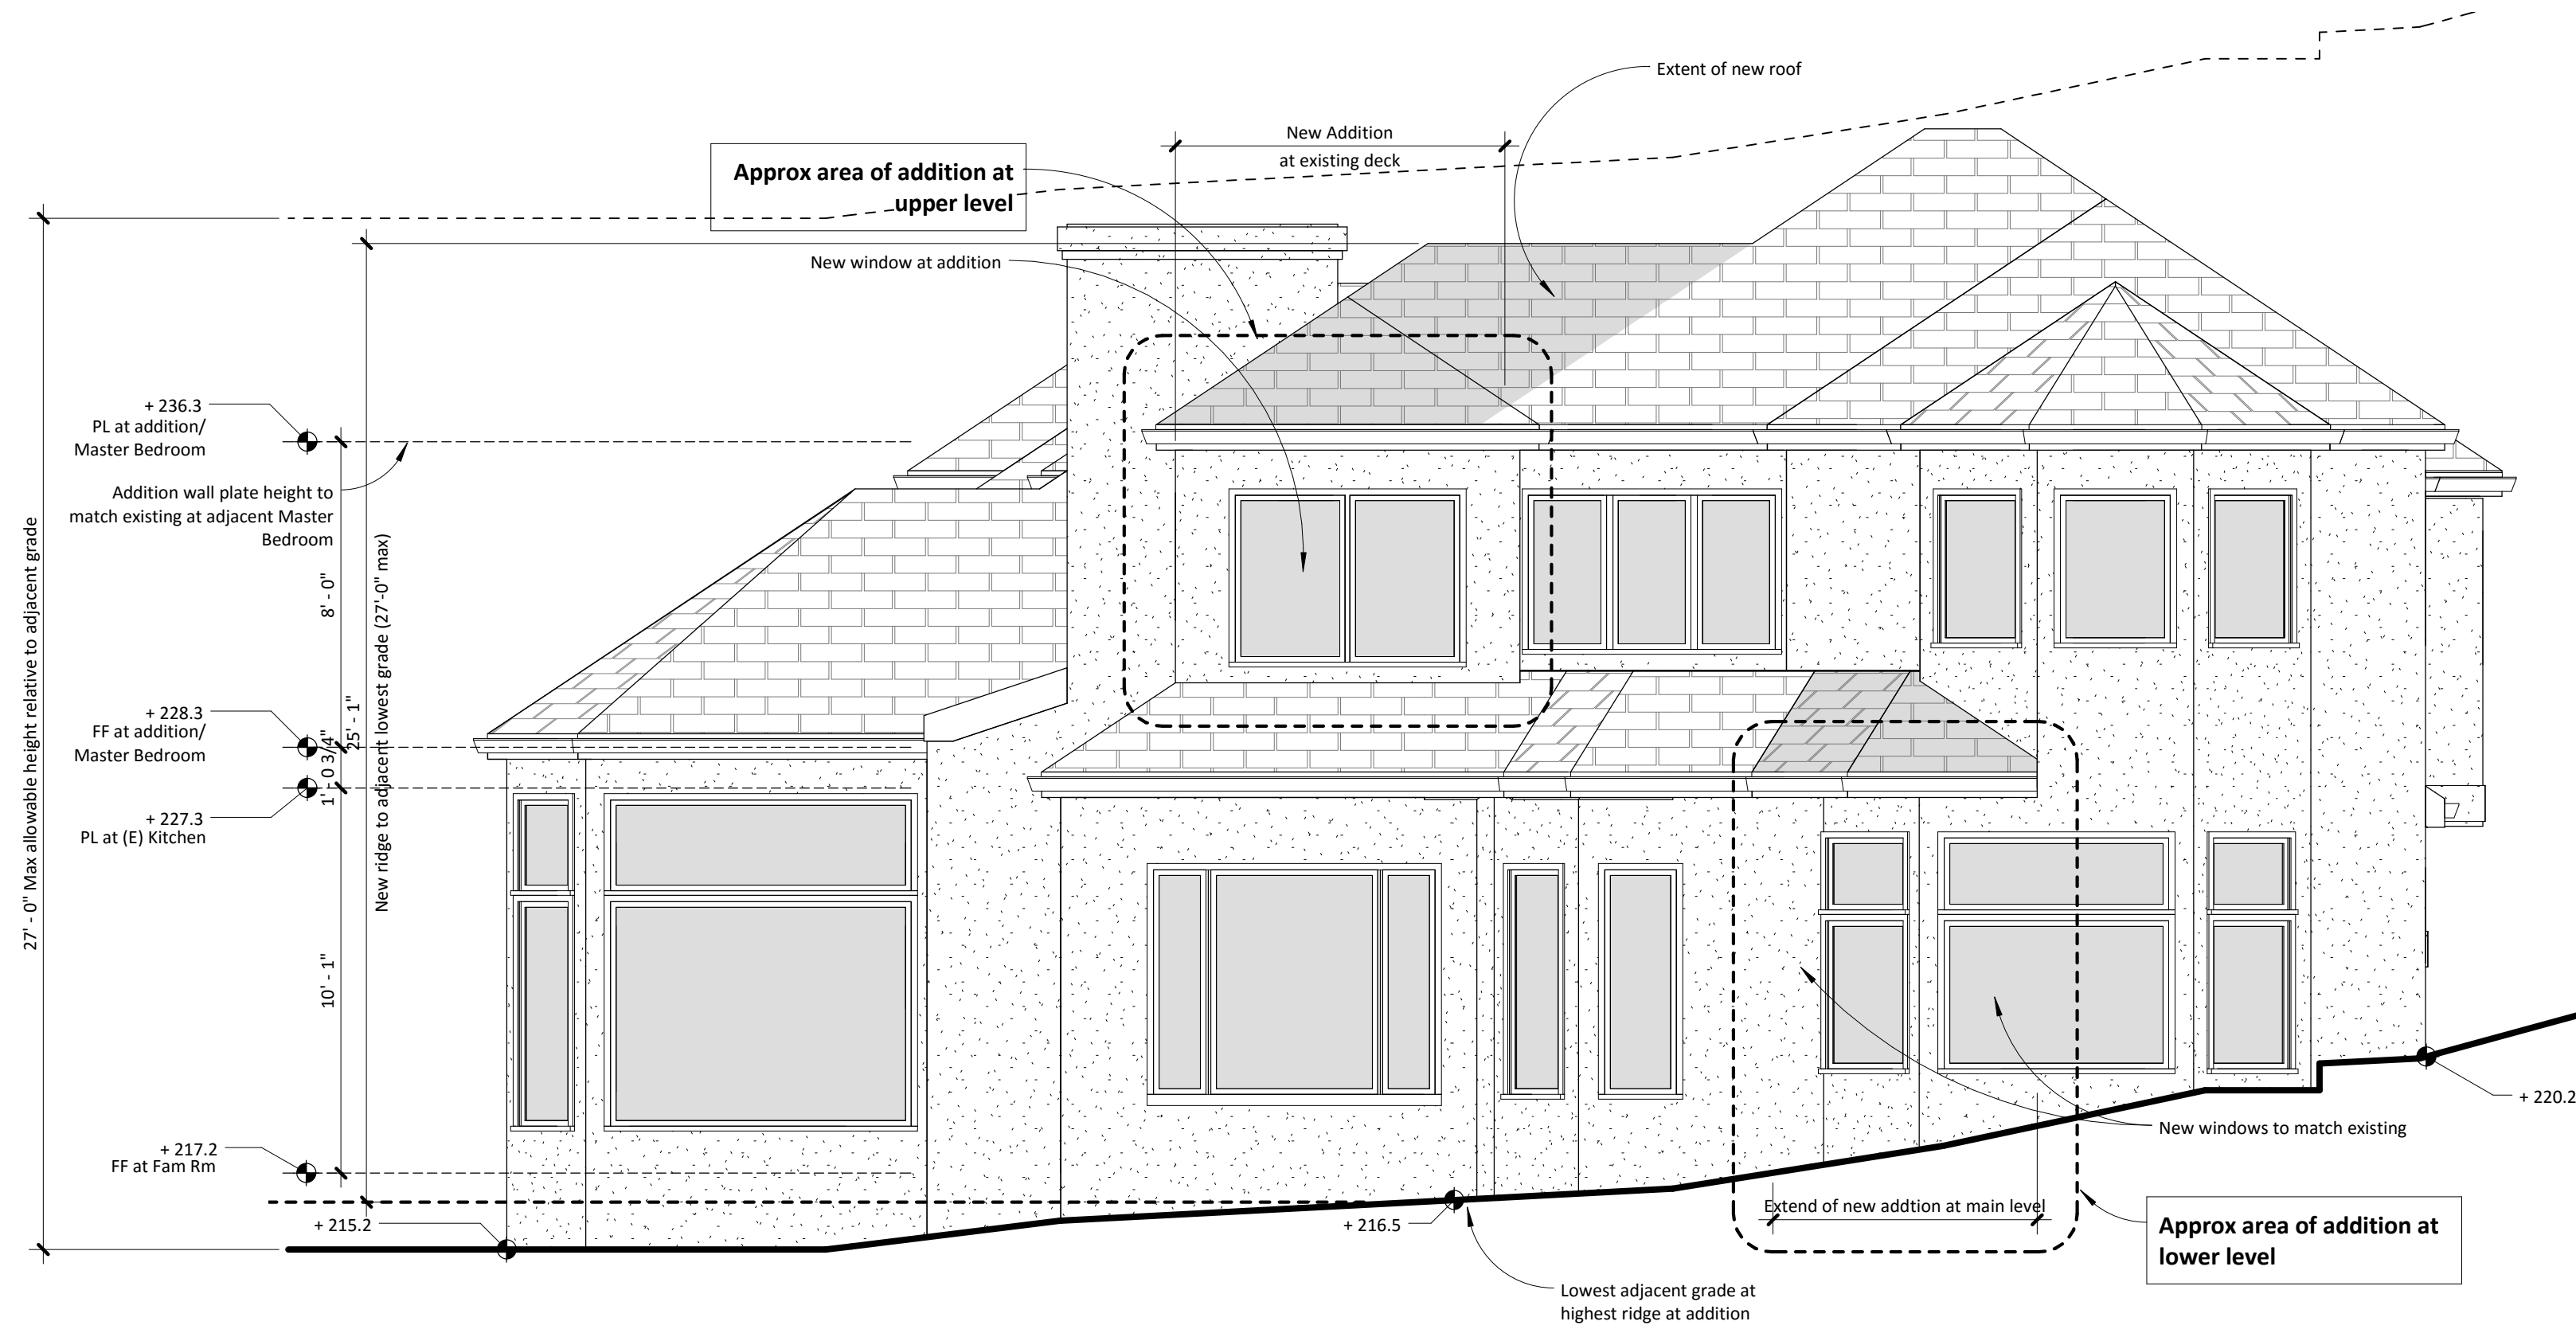 Extent of new roof
New Addition
at existing deck
Approx area of addition at
upper level
New window at addition
+ 236.3
PL at addition/
Master Bedroom
Addition wall plate height to
match existing at adjacent Master
Bedroom
27' - 0" Max allowable height relative to adjacent grade
8' - 0"
New ridge to adjacent lowest grade (27'-0" max)
25' - 1"
+ 228.3
FF at addition/
Master Bedroom
1' - 0 3/4"
+ 227.3
PL at (E) Kitchen
10' - 1"
+ 217.2
FF at Fam Rm
+ 215.2
+ 216.5
+ 220.2
New windows to match existing
Extend of new addtion at main level
Approx area of addition at
lower level
Lowest adjacent grade at
highest ridge at addition